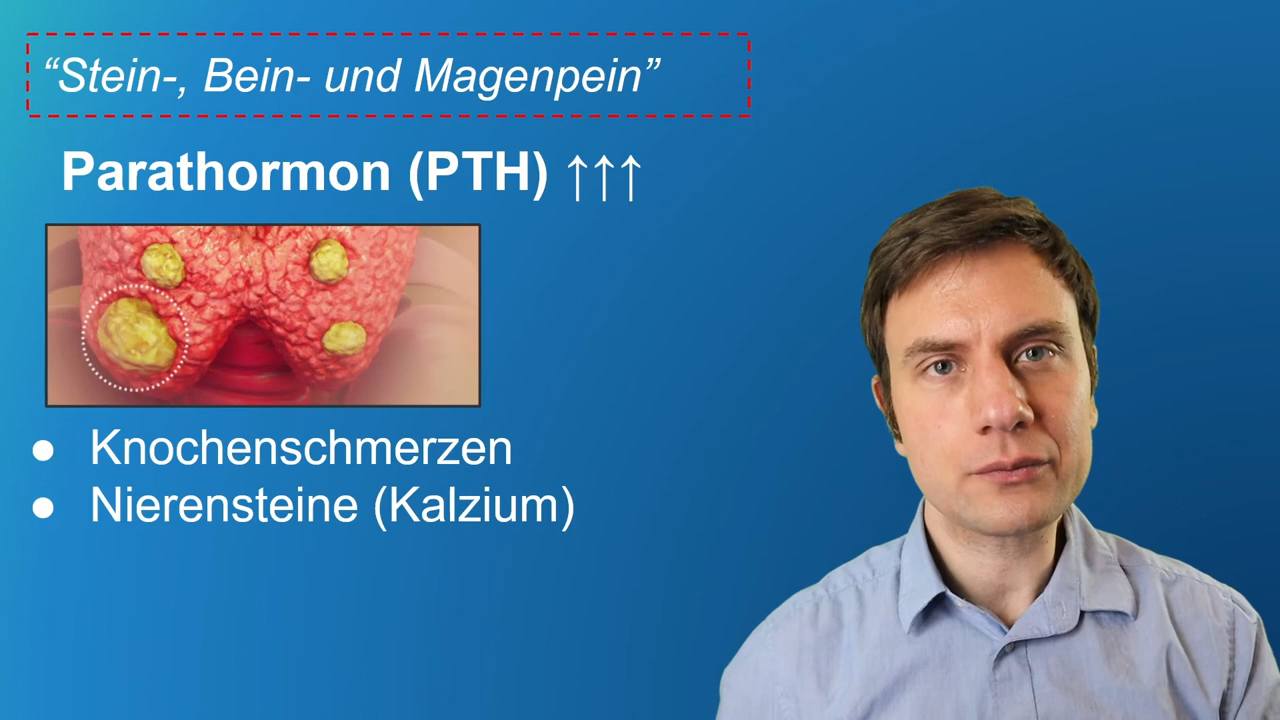 “Stein-, Bein- und Magenpein”
Parathormon (PTH) ↑↑↑
● Knochenschmerzen
● Nierensteine (Kalzium)